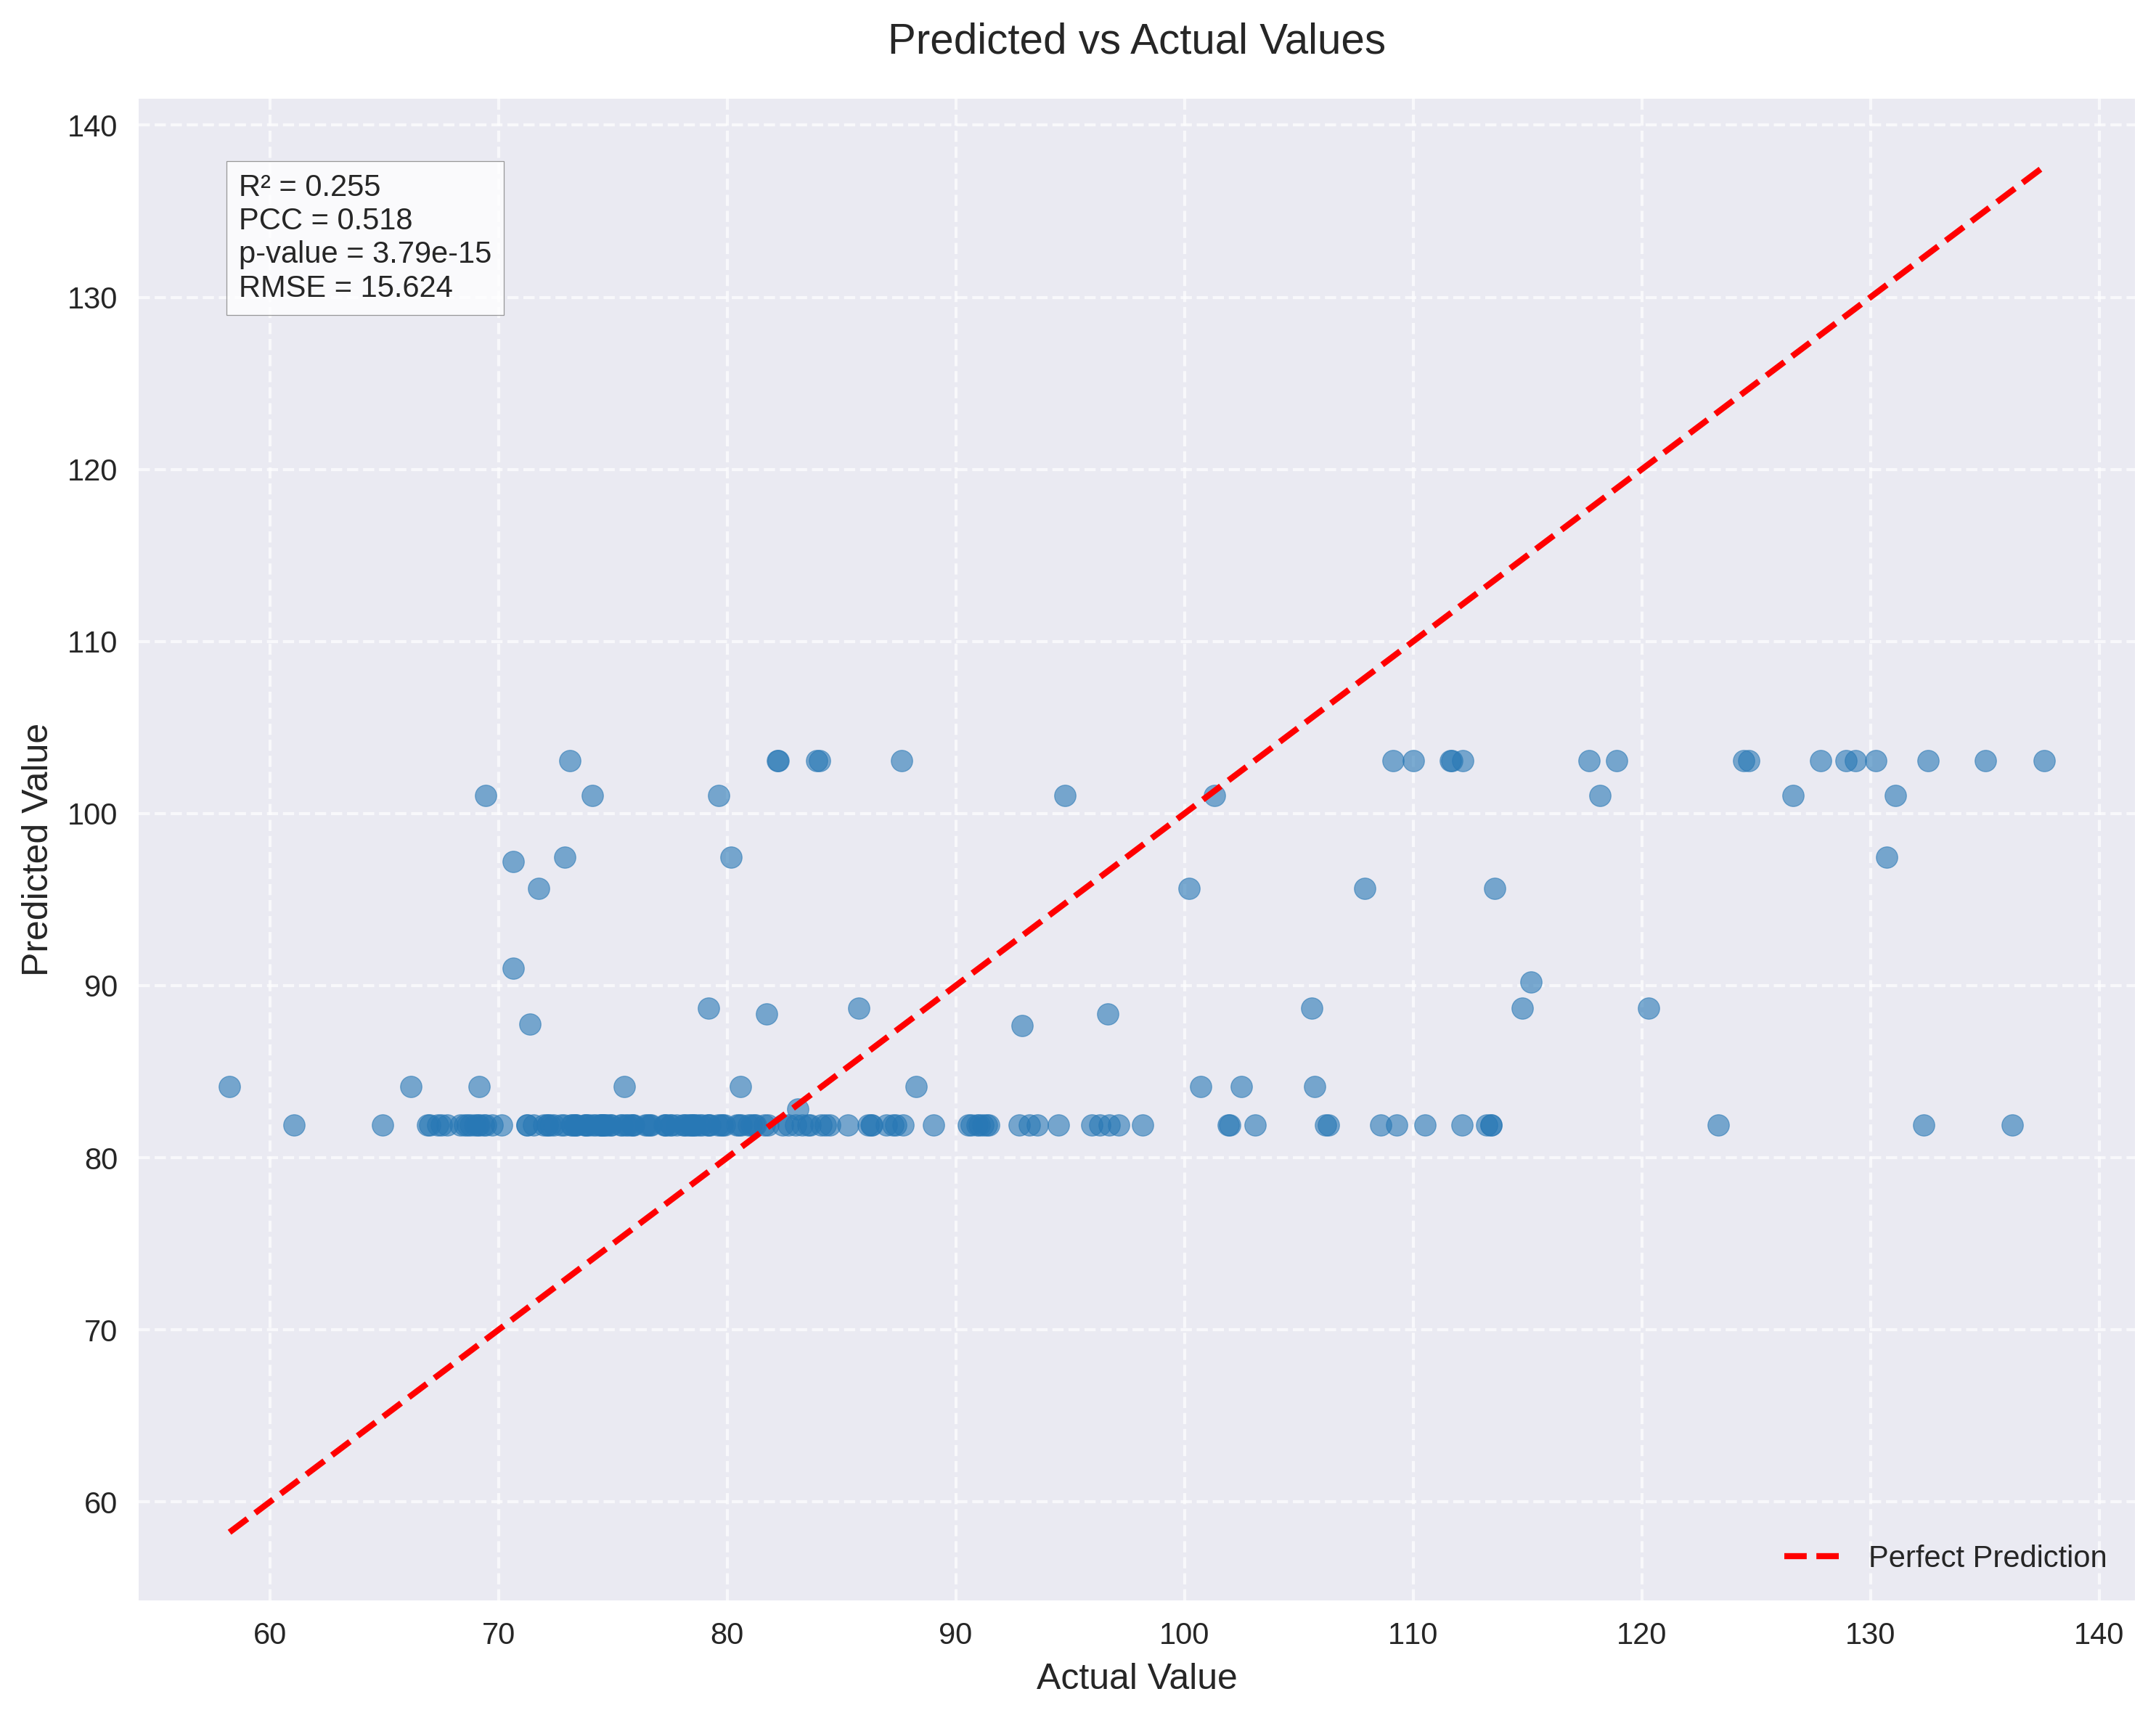 Predicted vs Actual Values
R² = 0.255
PCC = 0.518
p-value = 3.79e-15
RMSE = 15.624
140
130
120
110
100
90
80
70
60
Predicted Value
Perfect Prediction
60 70 80 90 100 110 120 130 140
Actual Value